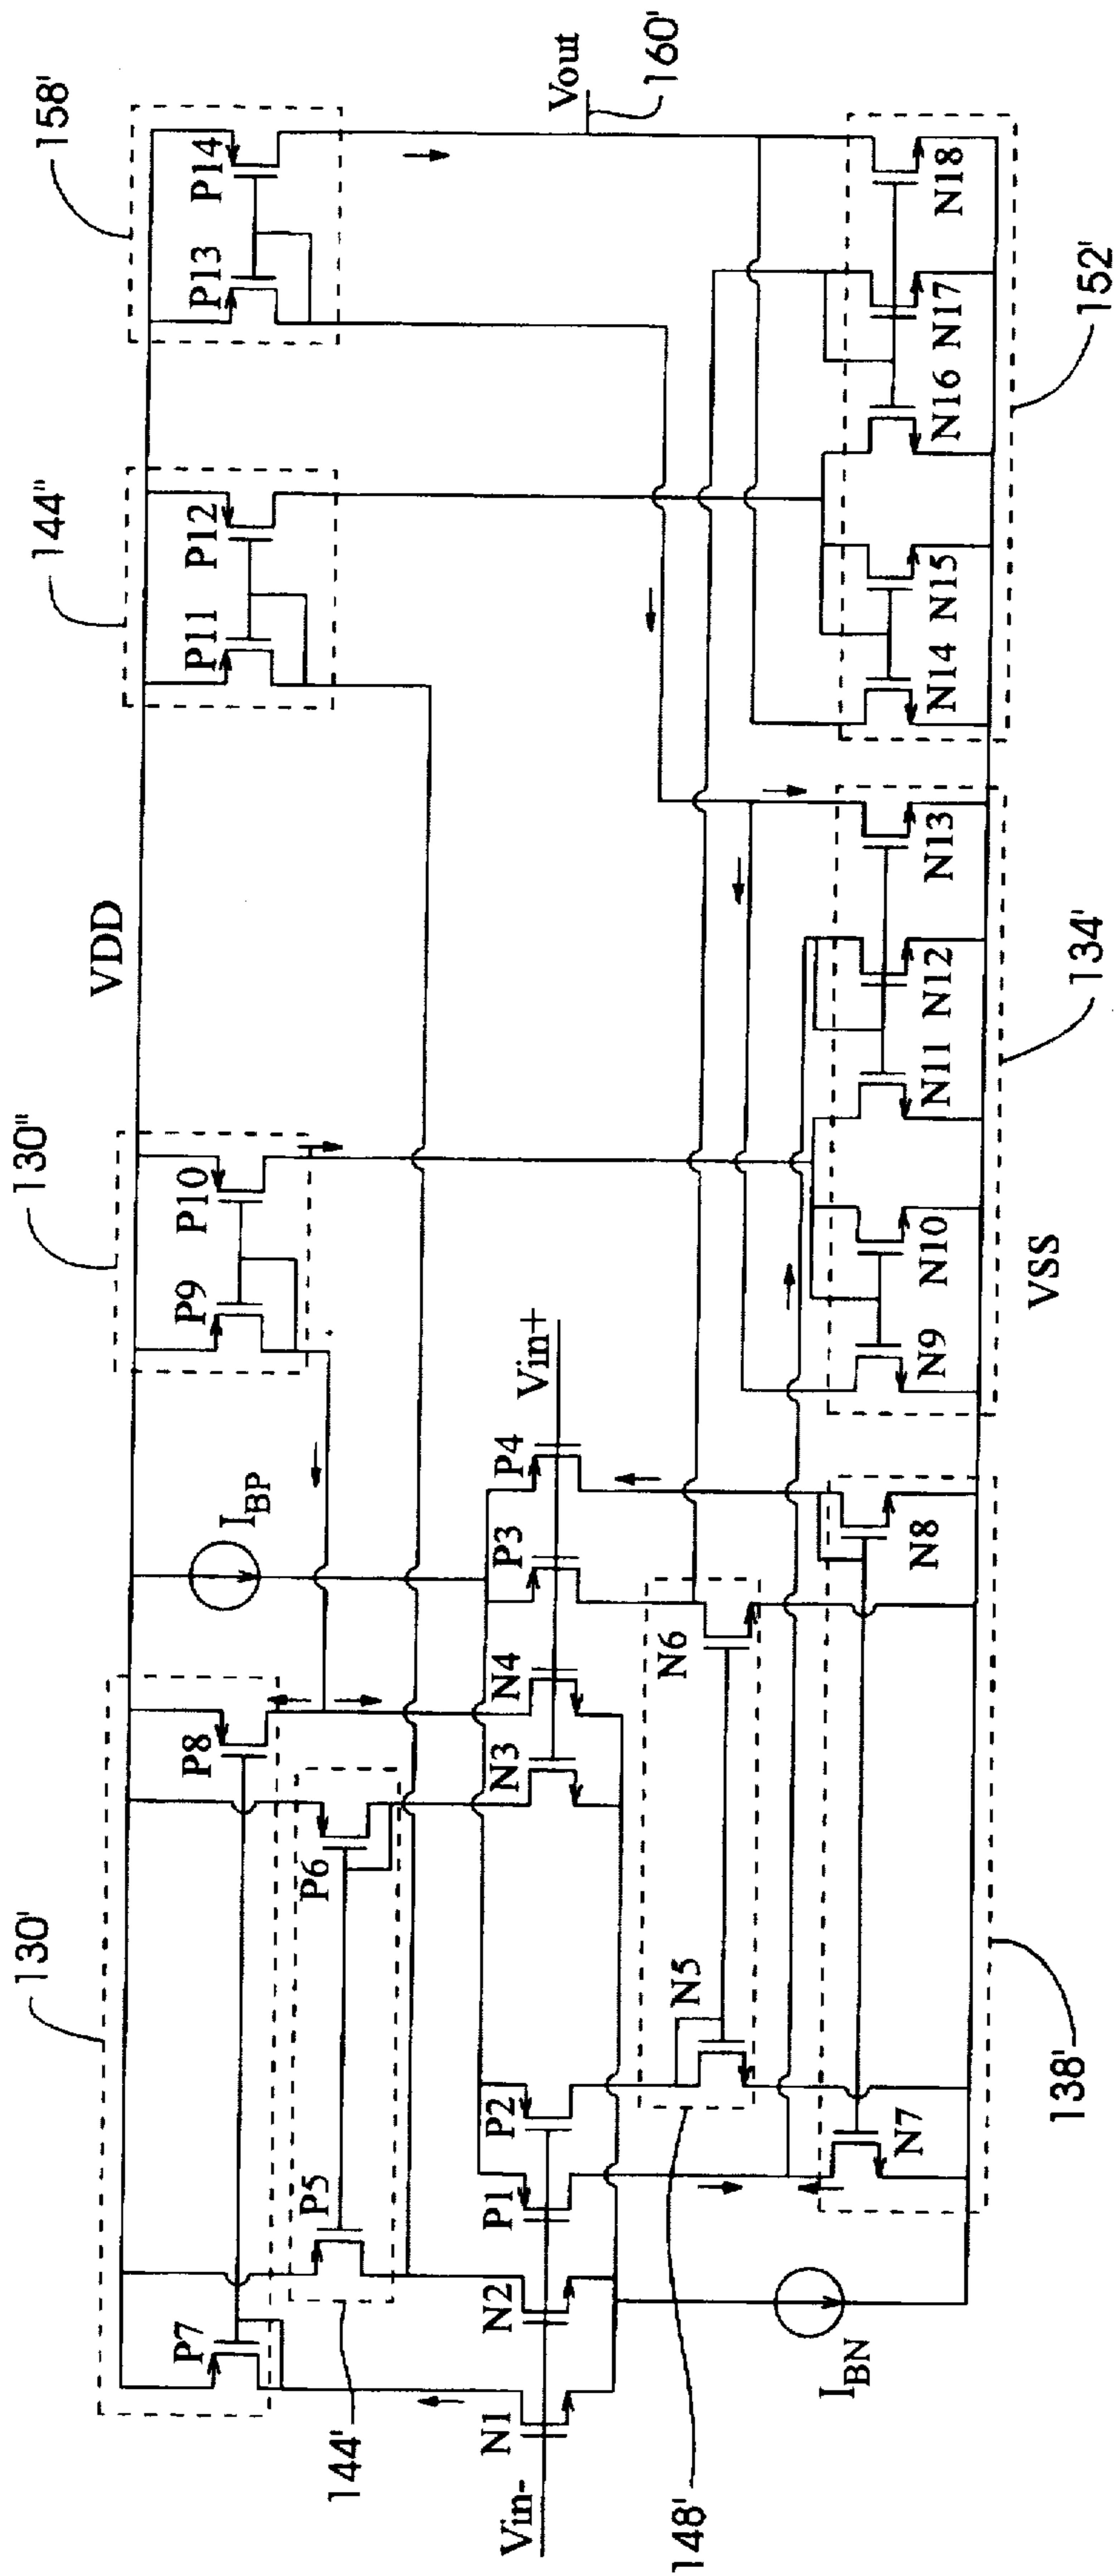 130'
130"
144"
158'
VDD
P7
P8
P9
P10
P11
P12
P13
P14
I_BP
P5
P6
144'
Vout
160'
Vin-
N1
N2
P1
P2
N3
N4
P3
P4
Vin+
N5
N6
148'
I_BN
N7
N8
N9
N10
N11
N12
N13
N14
N15
N16
N17
N18
VSS
138'
134'
152'